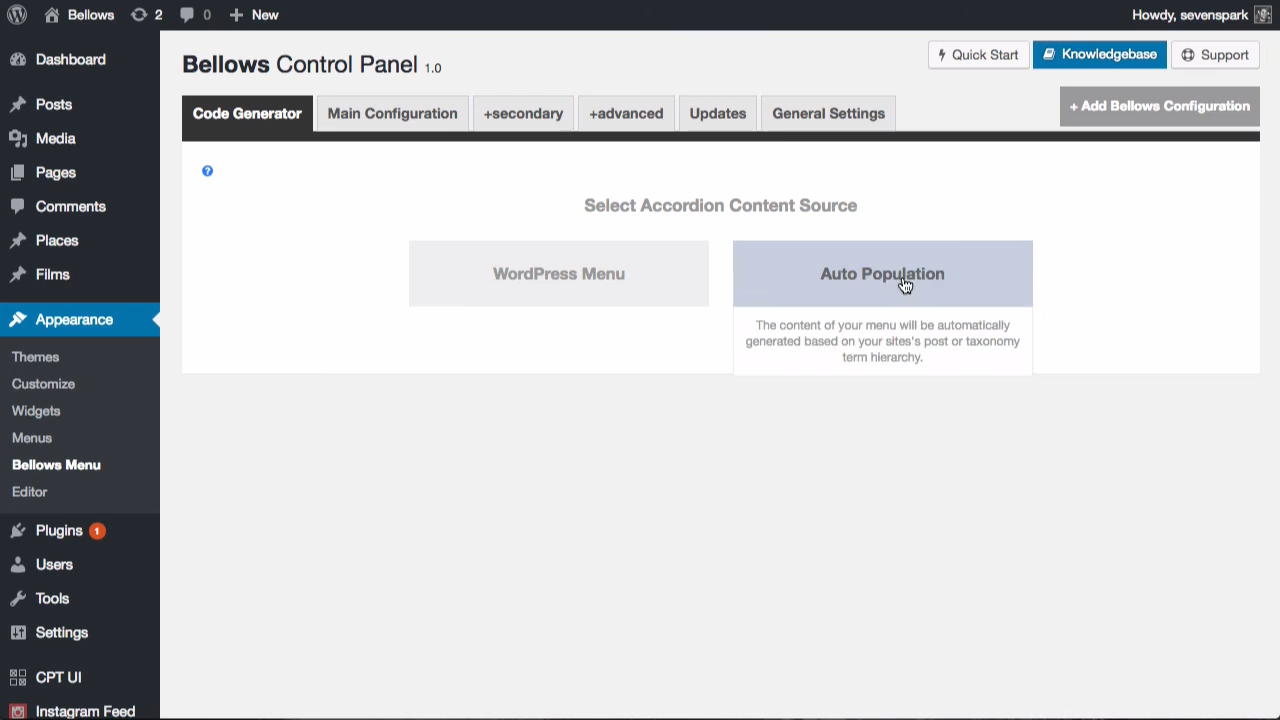 Bellows 2 0 New Howdy, sevenspark
Dashboard
Posts
Media
Pages
Comments
Places
Films
Appearance
Themes
Customize
Widgets
Menus
Bellows Menu
Editor
Plugins 1
Users
Tools
Settings
CPT UI
Instagram Feed
Bellows Control Panel 1.0
Quick Start Knowledgebase Support
Code Generator Main Configuration +secondary +advanced Updates General Settings
+ Add Bellows Configuration
?
Select Accordion Content Source
WordPress Menu Auto Population
The content of your menu will be automatically
generated based on your sites's post or taxonomy
term hierarchy.